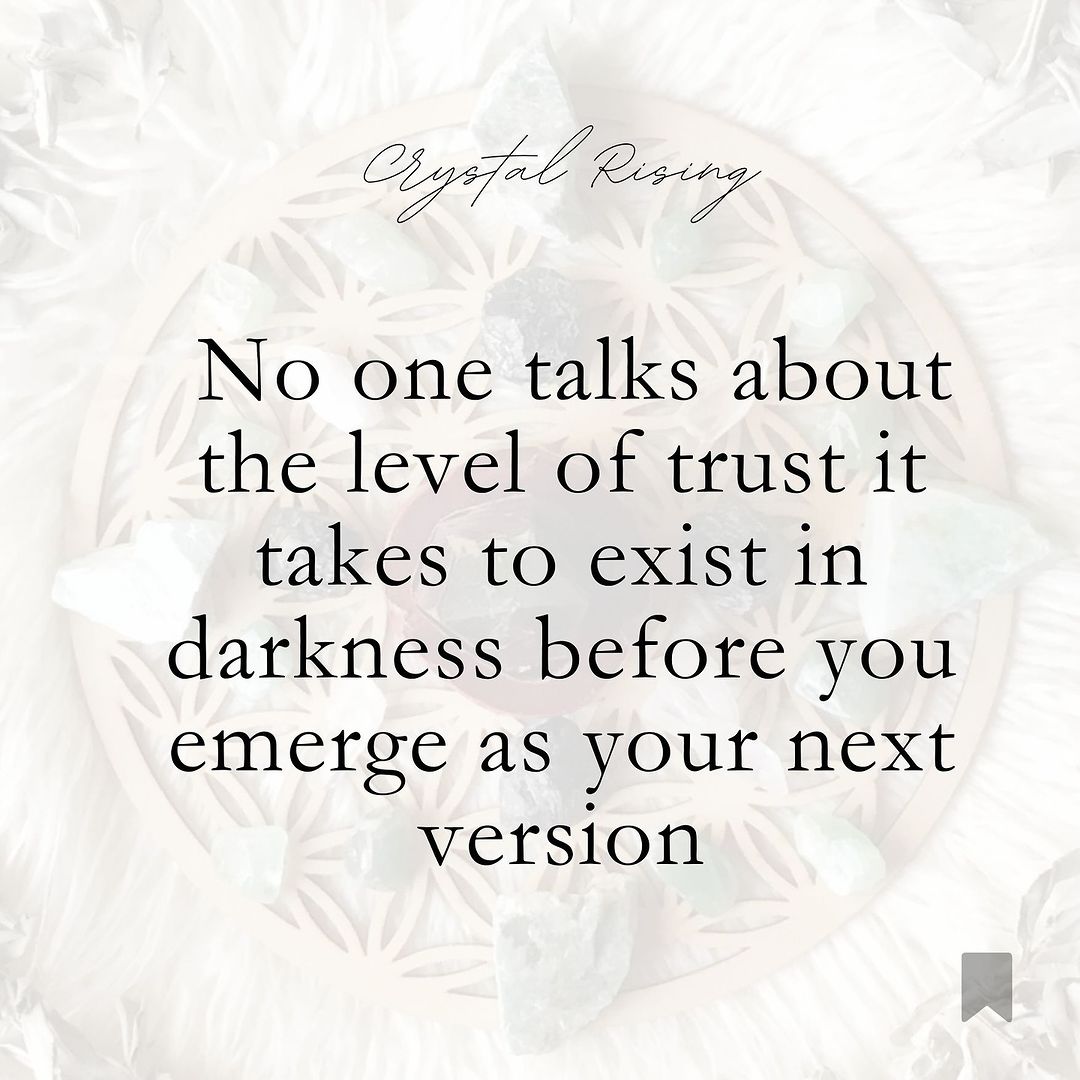 Crystal Rising
No one talks about
the level of trust it
takes to exist in
darkness before you
emerge as your next
version